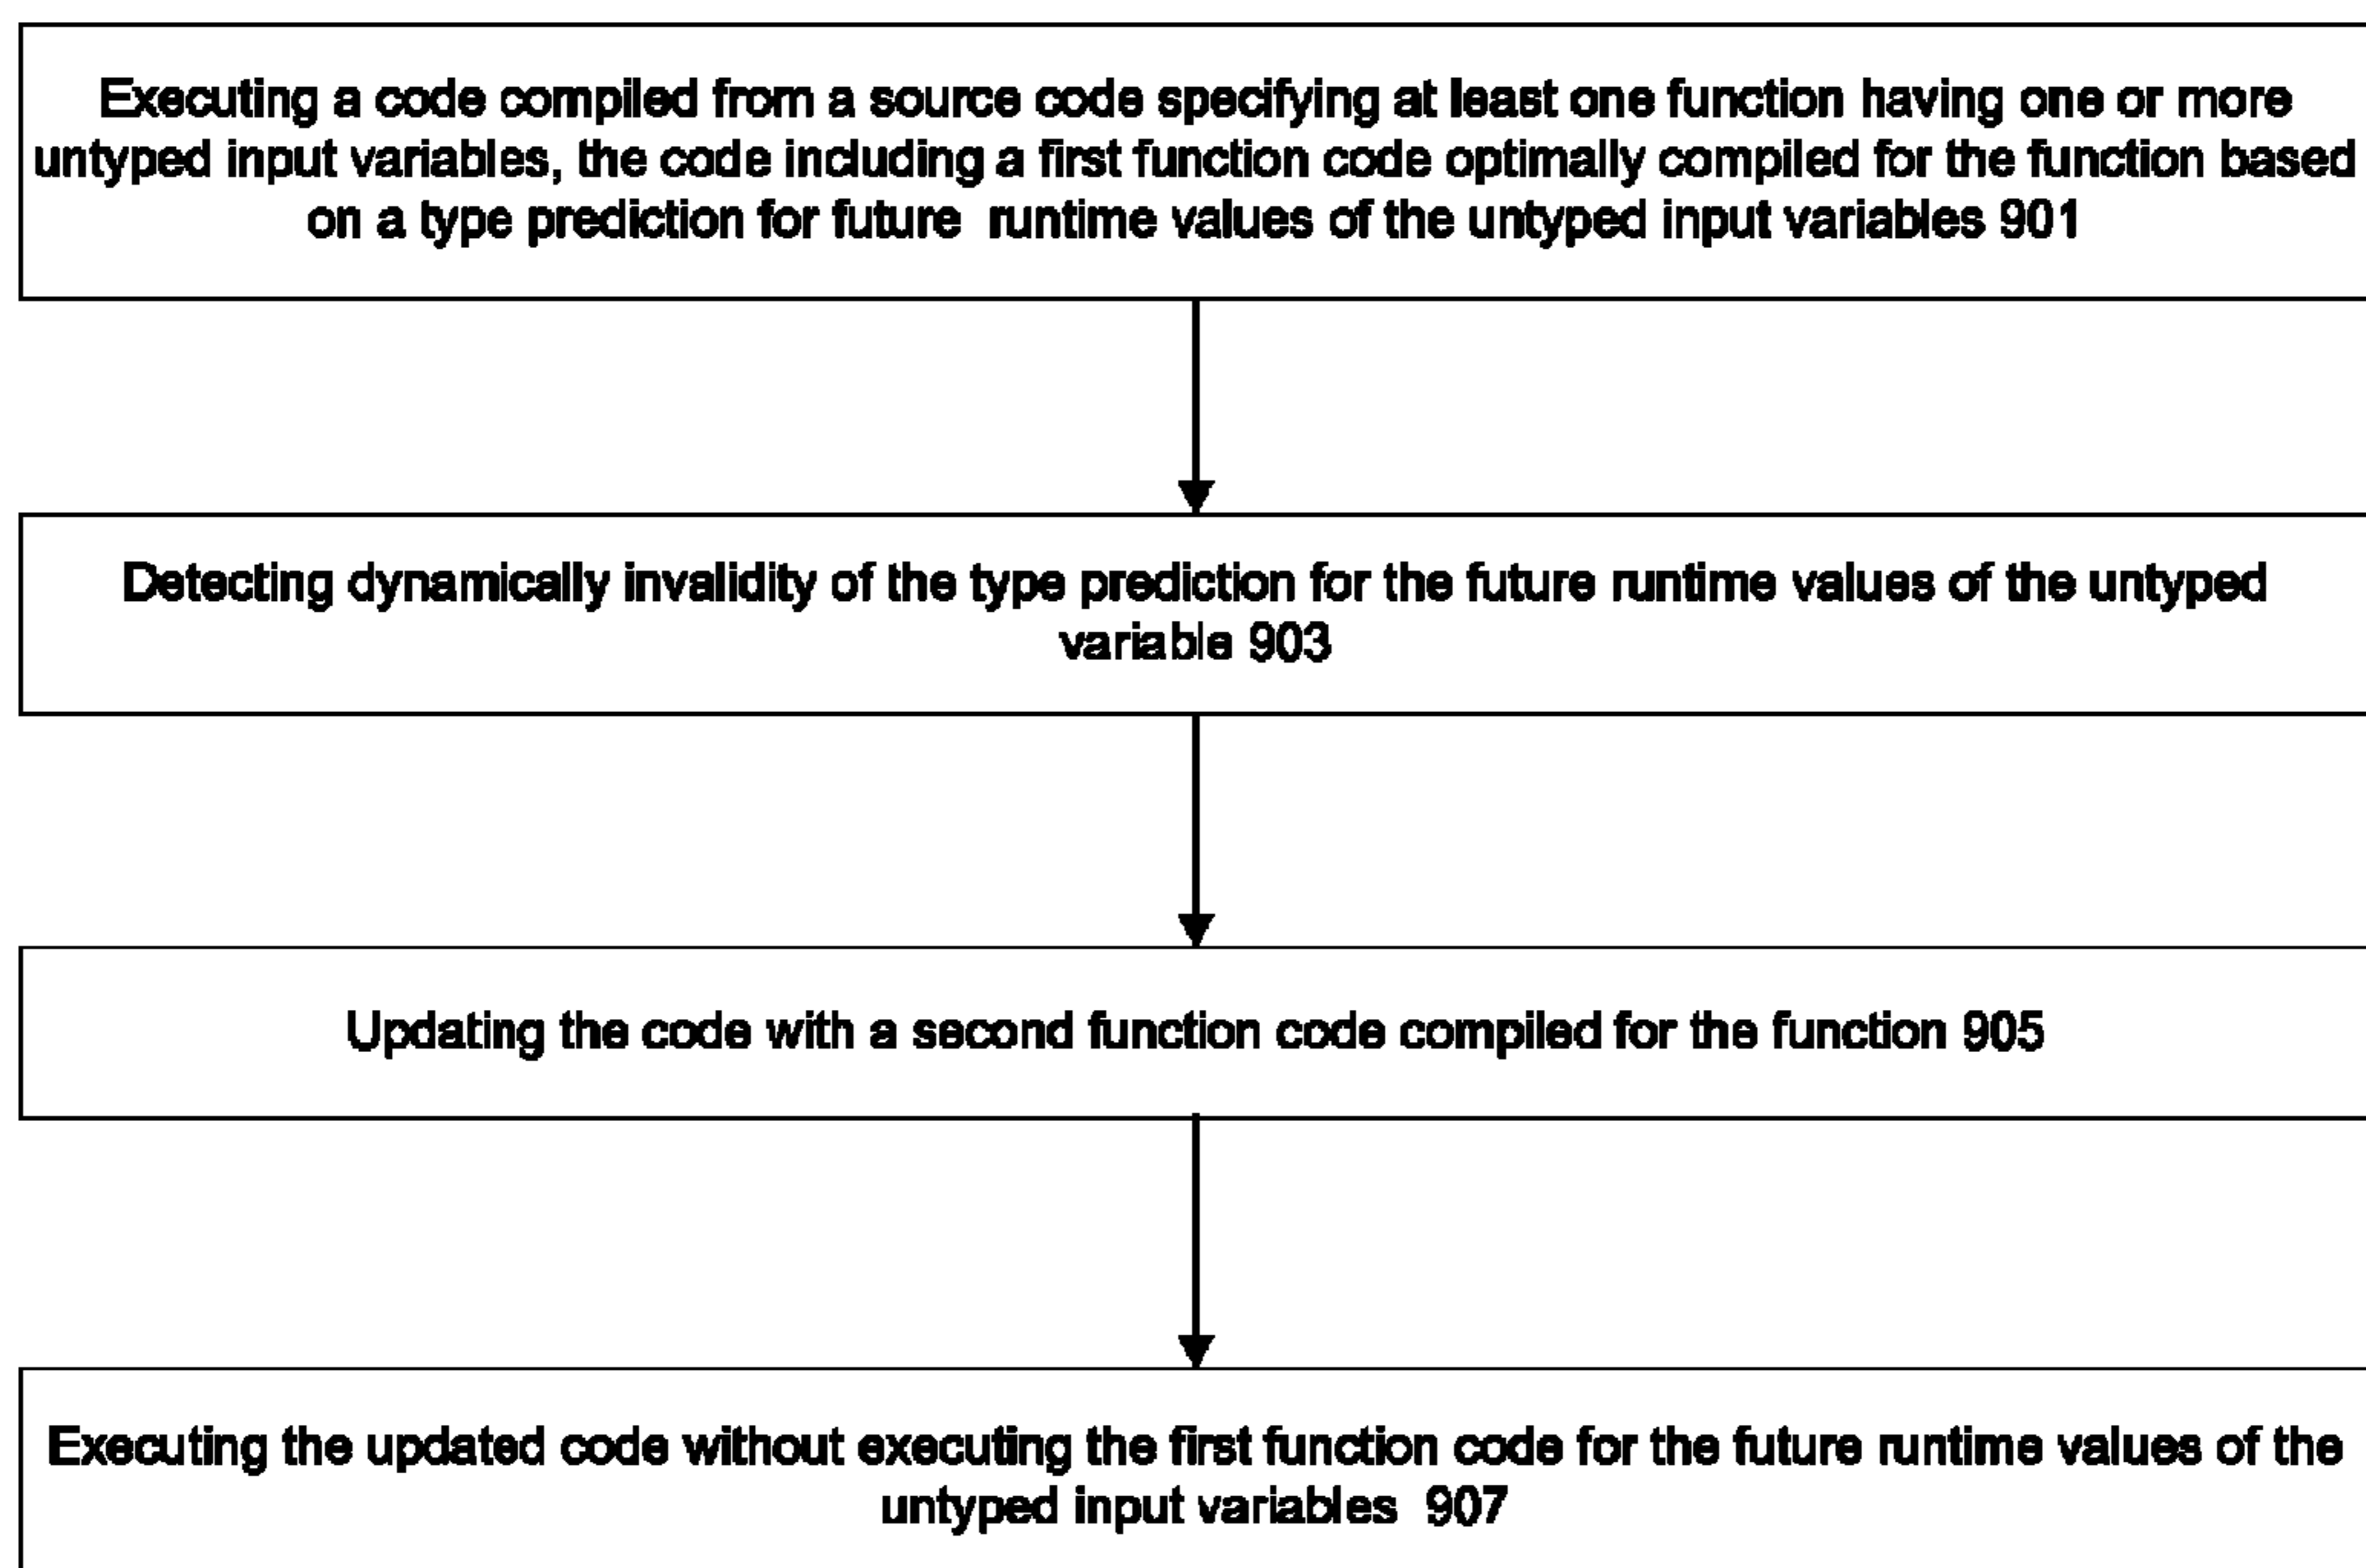 Executing a code compiled from a source code specifying at least one function having one or more
untyped input variables, the code including a first function code optimally compiled for the function based
on a type prediction for future runtime values of the untyped input variables 901
Detecting dynamically invalidity of the type prediction for the future runtime values of the untyped
variable 903
Updating the code with a second function code compiled for the function 905
Executing the updated code without executing the first function code for the future runtime values of the
untyped input variables 907